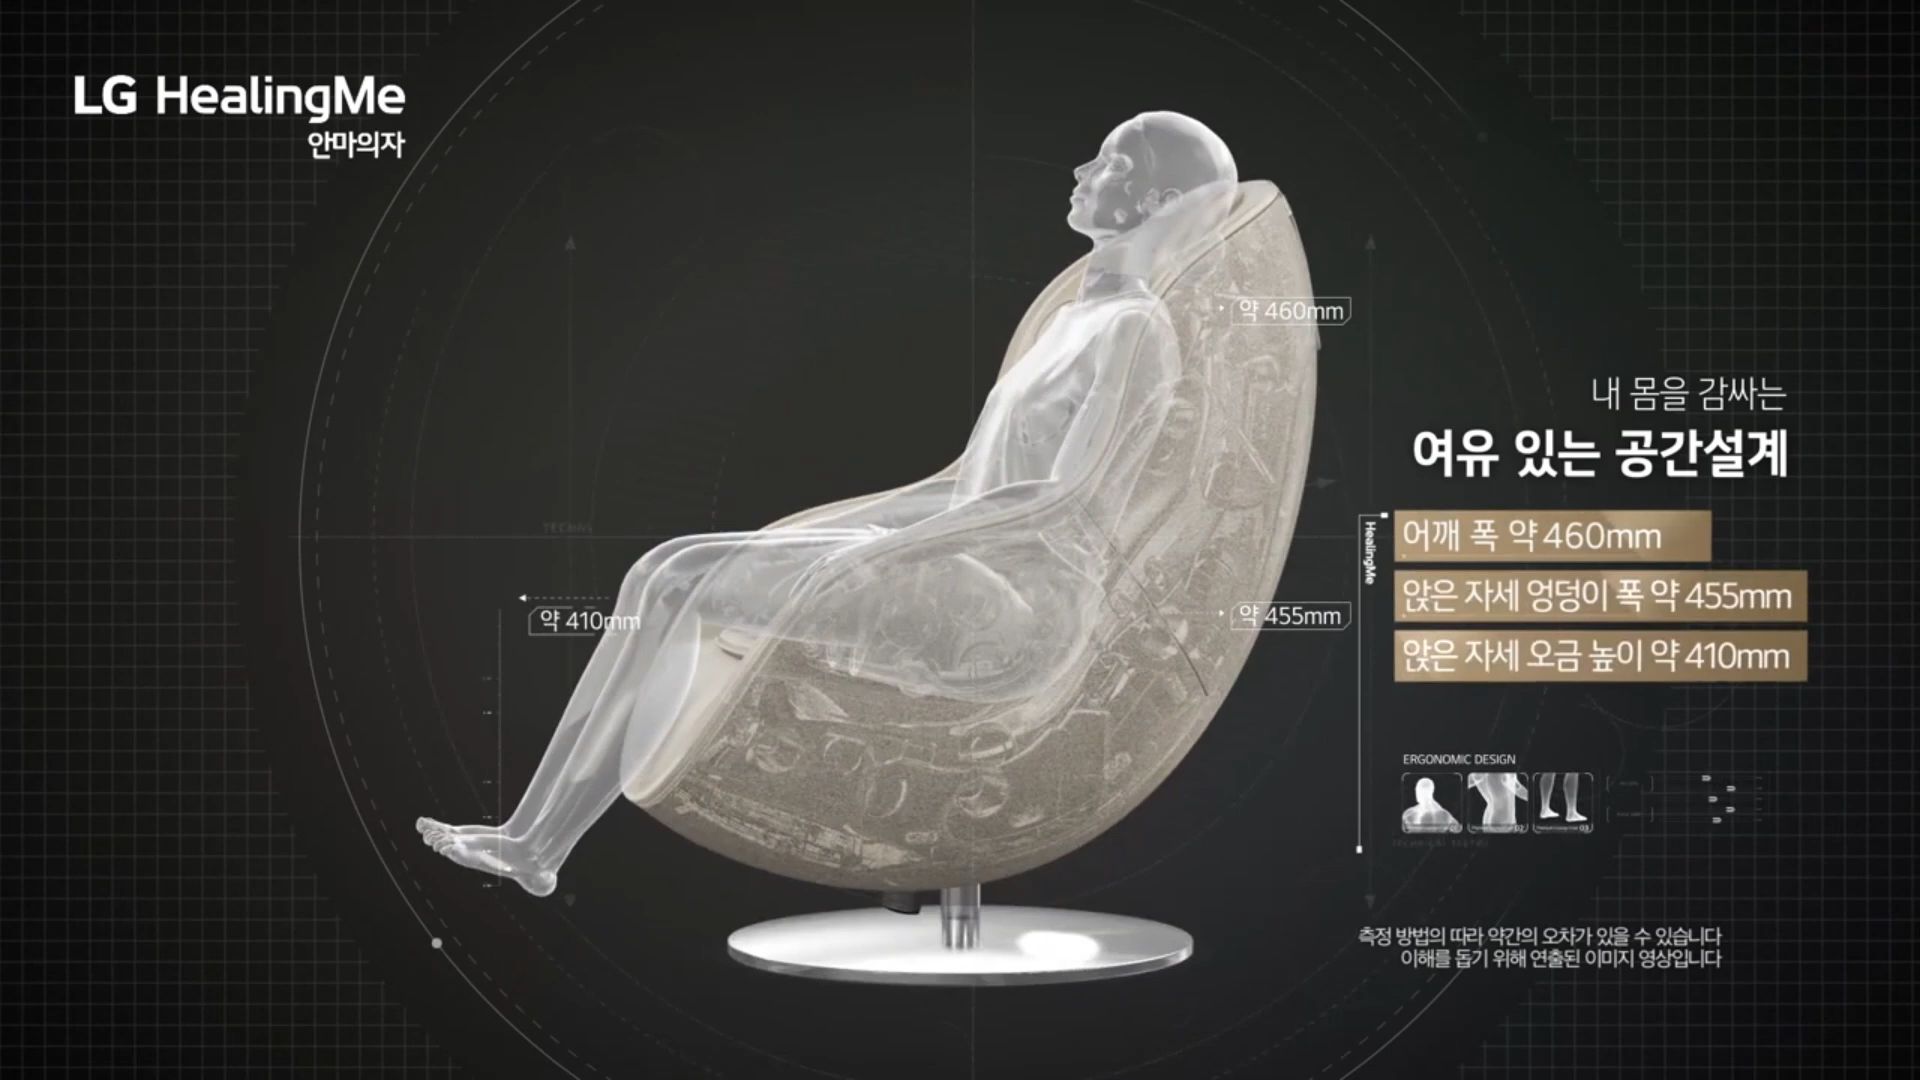 LG HealingMe
안마의자
약 460mm
내 몸을 감싸는
여유 있는 공간설계
HealingMe
어깨 폭 약 460mm
앉은 자세 엉덩이 폭 약 455mm
앉은 자세 오금 높이 약 410mm
약 410mm
약 455mm
ERGONOMIC DESIGN
측정 방법의 따라 약간의 오차가 있을 수 있습니다
이해를 돕기 위해 연출된 이미지 영상입니다